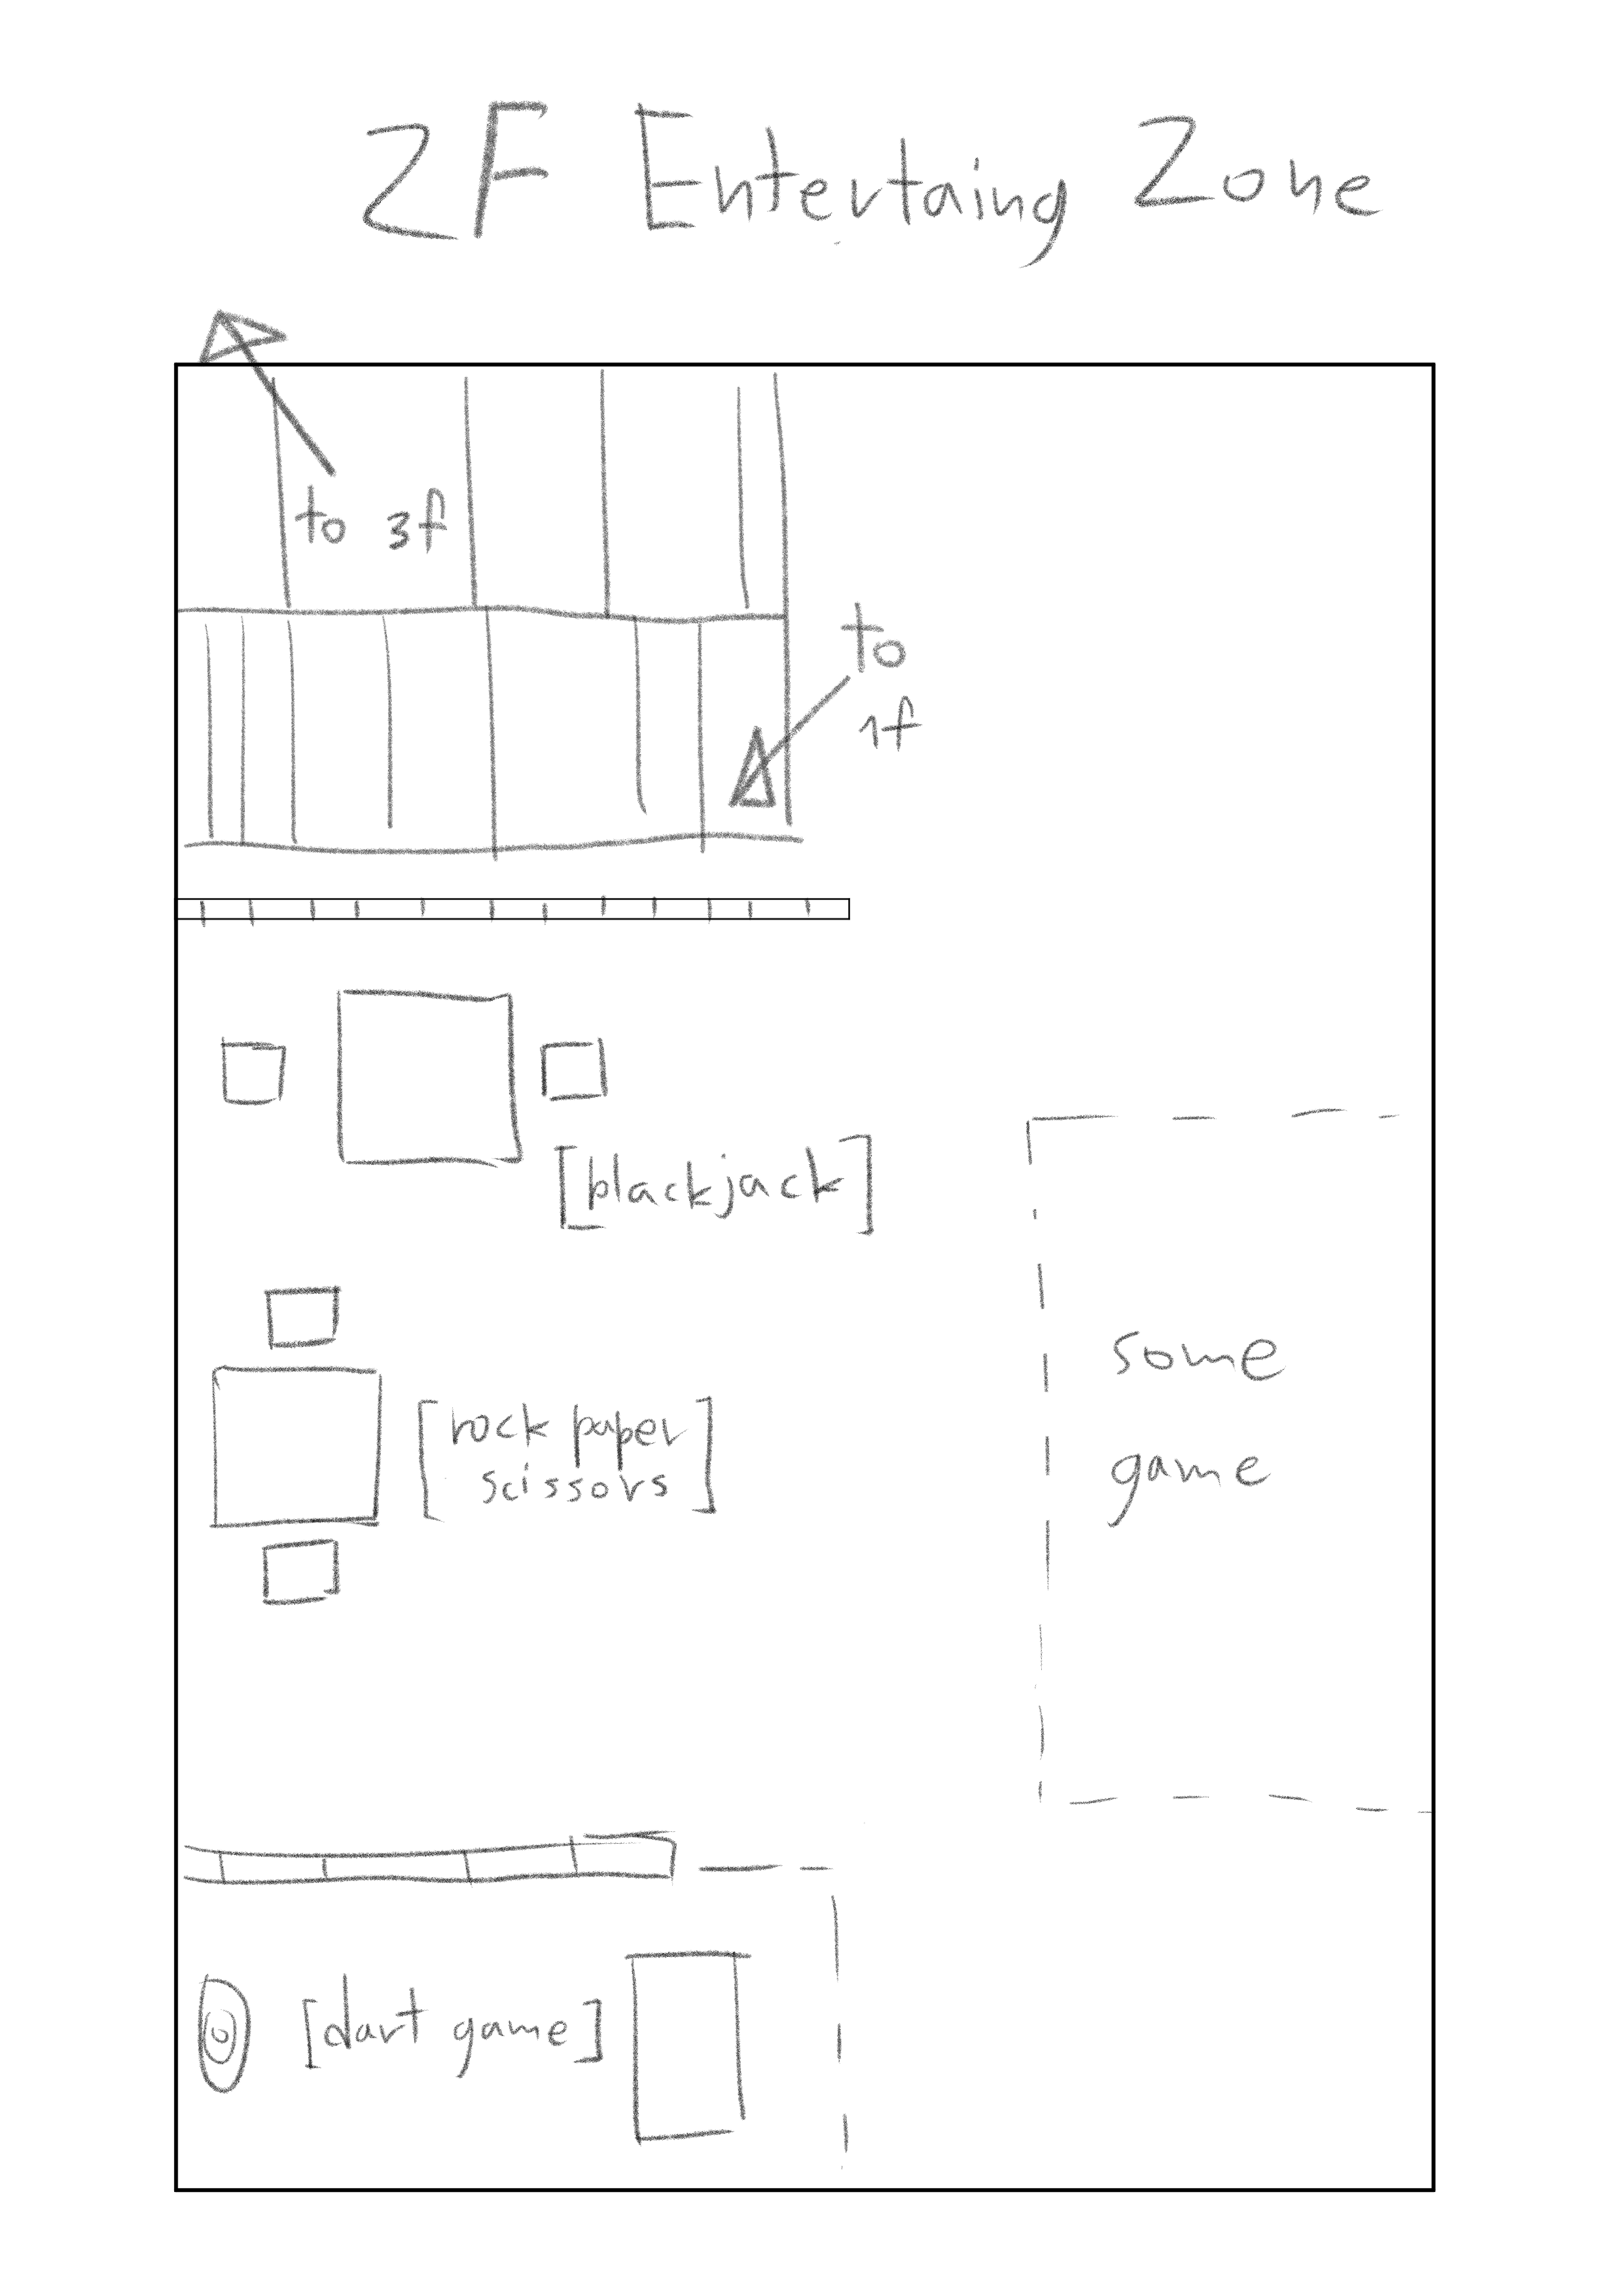 2F Entertaing Zone
to 3f
to
1f
[blackjack]
[rock paper
scissors]
some
game
[dart game]